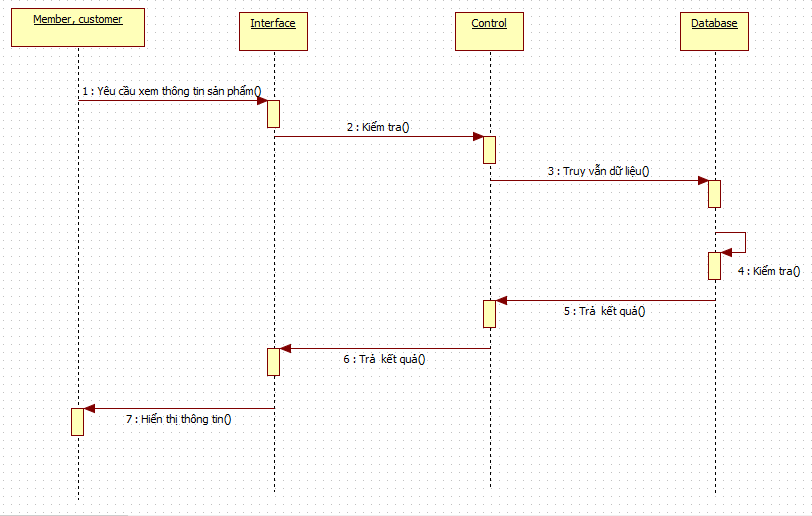 Member, customer
Interface
Control
Database
1 : Yêu cầu xem thông tin sản phẩm()
2 : Kiểm tra()
3 : Truy vẫn dữ liệu()
4 : Kiểm tra()
5 : Trả kết quả()
6 : Trả kết quả()
7 : Hiển thị thông tin()